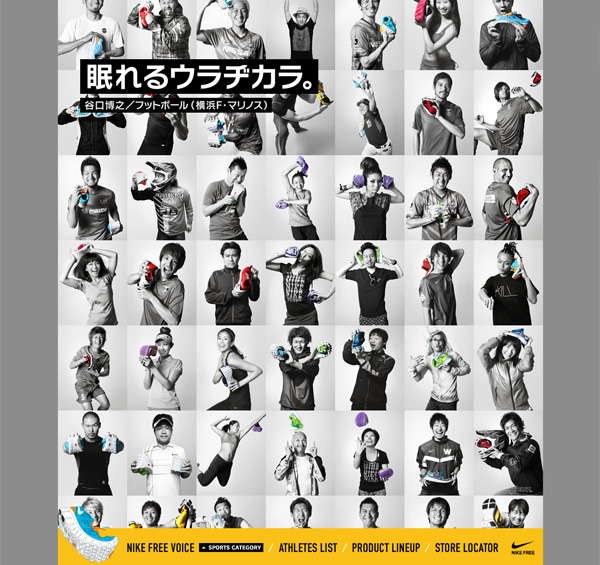 眠れるウラヂカラ。
谷口博之／フットボール（横浜F・マリノス）
NIKE FREE VOICE ▲ SPORTS CATEGORY / ATHLETES LIST / PRODUCT LINEUP / STORE LOCATOR
NIKE FREE